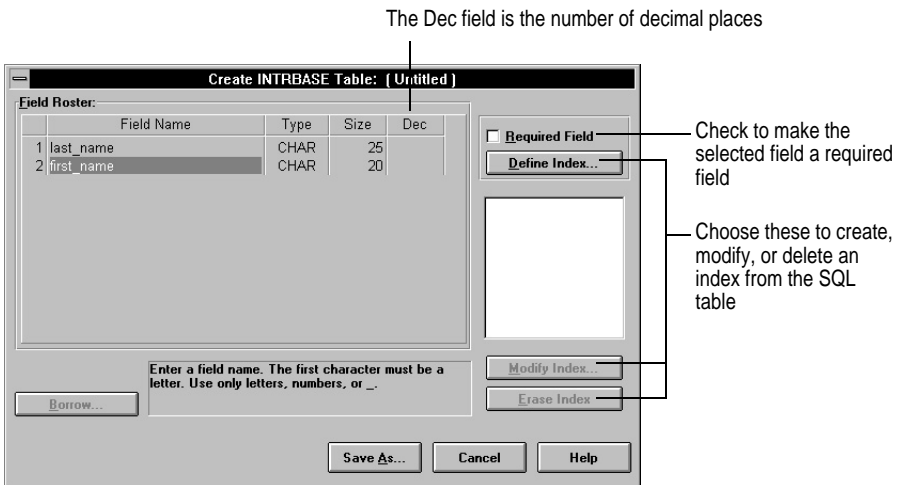 The Dec field is the number of decimal places
Create INTRBASE Table: ( Untitled )
Field Roster:
Field Name Type Size Dec
1 last_name CHAR 25
2 first_name CHAR 20
Required Field
Define Index...
Check to make the
selected field a required
field
Choose these to create,
modify, or delete an
index from the SQL
table
Enter a field name. The first character must be a
letter. Use only letters, numbers, or _.
Borrow...
Modify Index...
Erase Index
Save As...
Cancel
Help